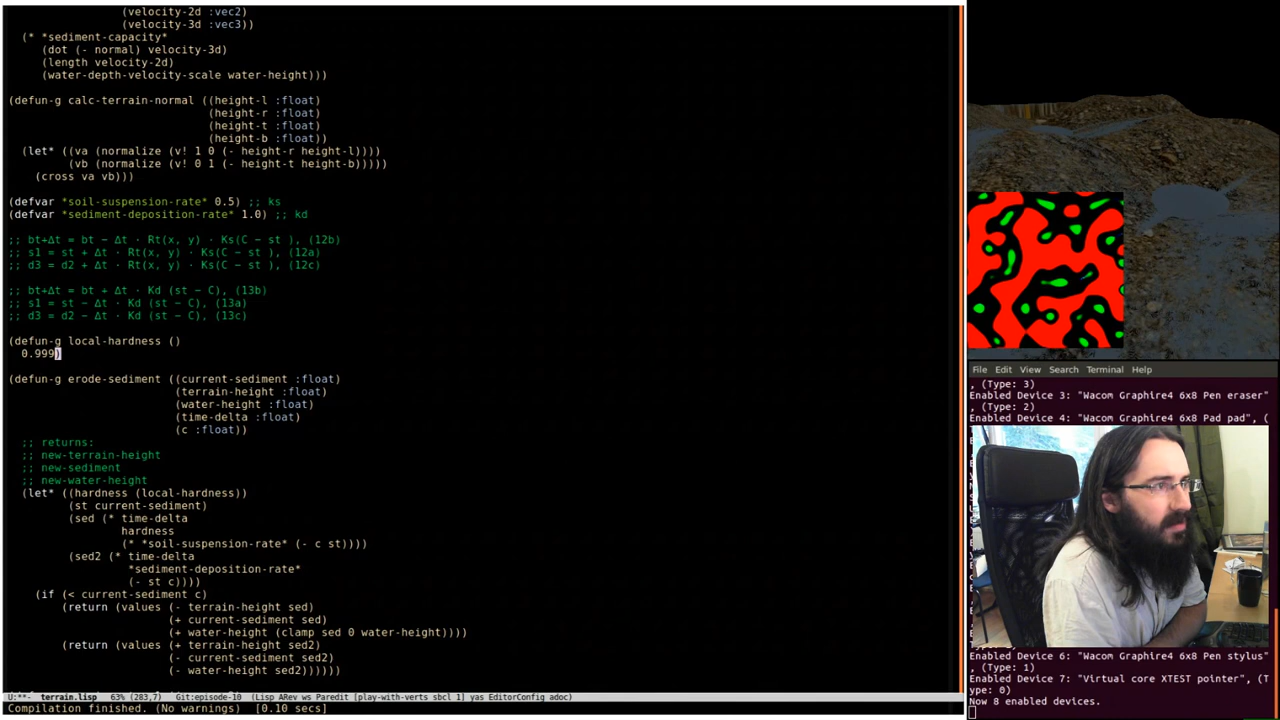 (velocity-2d :vec2)
(velocity-3d :vec3))
(* *sediment-capacity*
(dot (- normal) velocity-3d)
(length velocity-2d)
(water-depth-velocity-scale water-height)))
(defun-g calc-terrain-normal ((height-l :float)
(height-r :float)
(height-t :float)
(height-b :float))
(let* ((va (normalize (v! 1 0 (- height-r height-l))))
(vb (normalize (v! 0 1 (- height-t height-b)))))
(cross va vb)))
(defvar *soil-suspension-rate* 0.5) ;; ks
(defvar *sediment-deposition-rate* 1.0) ;; kd
;; bt+Δt = bt − Δt · Rt(x, y) · Ks(C − st ), (12b)
;; s1 = st + Δt · Rt(x, y) · Ks(C − st ), (12a)
;; d3 = d2 + Δt · Rt(x, y) · Ks(C − st ), (12c)
;; bt+Δt = bt + Δt · Kd (st − C), (13b)
;; s1 = st − Δt · Kd (st − C), (13a)
;; d3 = d2 − Δt · Kd (st − C), (13c)
(defun-g local-hardness ()
0.999)
(defun-g erode-sediment ((current-sediment :float)
(terrain-height :float)
(water-height :float)
(time-delta :float)
(c :float))
;; returns:
;; new-terrain-height
;; new-sediment
;; new-water-height
(let* ((hardness (local-hardness))
(st current-sediment)
(sed (* time-delta
hardness
(* *soil-suspension-rate* (- c st))))
(sed2 (* time-delta
*sediment-deposition-rate*
(- st c))))
(if (< current-sediment c)
(return (values (- terrain-height sed)
(+ current-sediment sed)
(+ water-height (clamp sed 0 water-height))))
(return (values (+ terrain-height sed2)
(- current-sediment sed2)
(- water-height sed2))))))
U:**- terrain.lisp 63% (283,7) Git:episode-10 (Lisp ARev ws Paredit [play-with-verts sbcl 1] yas EditorConfig adoc)
Compilation finished. (No warnings) [0.10 secs]
File Edit View Search Terminal Help
, (Type: 3)
Enabled Device 3: "Wacom Graphire4 6x8 Pen eraser"
, (Type: 2)
Enabled Device 4: "Wacom Graphire4 6x8 Pad pad", (
Enabled Device 6: "Wacom Graphire4 6x8 Pen stylus"
, (Type: 1)
Enabled Device 7: "Virtual core XTEST pointer", (T
ype: 0)
Now 8 enabled devices.